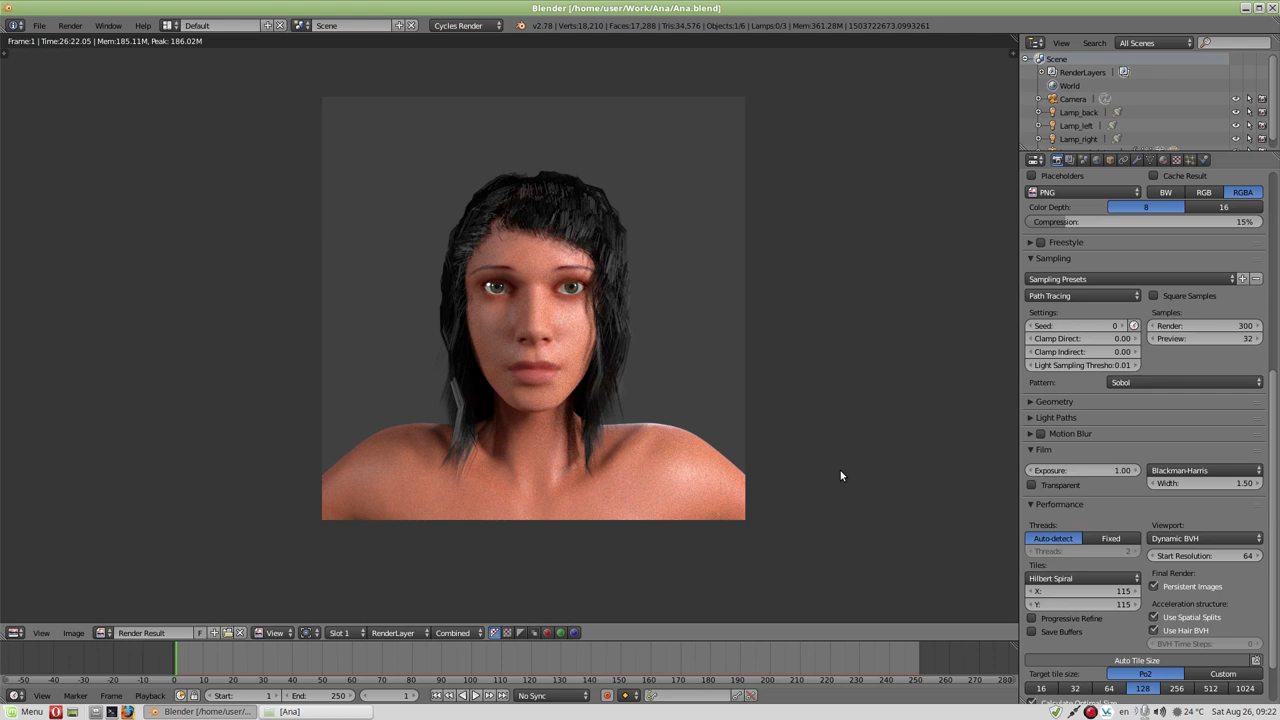 Blender [/home/user/Work/Ana/Ana.blend]
File Render Window Help Default Scene Cycles Render v2.78 | Verts:18,210 | Faces:17,288 | Tris:34,576 | Objects:1/6 | Lamps:0/3 | Mem:361.28M | 1503722673.0993261
Frame:1 | Time:26:22.05 | Mem:185.11M, Peak: 186.02M
View Search All Scenes
Scene
RenderLayers
World
Camera
Lamp_back
Lamp_left
Lamp_right
Placeholders Cache Result
PNG BW RGB RGBA
Color Depth: 8 16
Compression: 15%
Freestyle
Sampling
Sampling Presets
Path Tracing Square Samples
Settings: Samples:
Seed: 0 Render: 300
Clamp Direct: 0.00 Preview: 32
Clamp Indirect: 0.00
Light Sampling Thresho:0.01
Pattern: Sobol
Geometry
Light Paths
Motion Blur
Film
Exposure: 1.00 Blackman-Harris
Transparent Width: 1.50
Performance
Threads: Viewport:
Auto-detect Fixed Dynamic BVH
Threads: 2 Start Resolution: 64
Tiles: Final Render:
Hilbert Spiral Persistent Images
X: 115 Acceleration structure:
Y: 115 Use Spatial Splits
Progressive Refine Use Hair BVH
Save Buffers BVH Time Steps: 0
Auto Tile Size
Target tile size: Po2 Custom
16 32 64 128 256 512 1024
Calculate Optimal Size
View Image Render Result F View Slot 1 RenderLayer Combined
-50 -40 -30 -20 -10 0 10 20 30 40 50 60 70 80 90 100 110 120 130 140 150 160 170 180 190 200 210 220 230 240 250 260 270 280
View Marker Frame Playback Start: 1 End: 250 1 No Sync
Menu Blender [/home/user/... [Ana] en 24 °C Sat Aug 26, 09:22